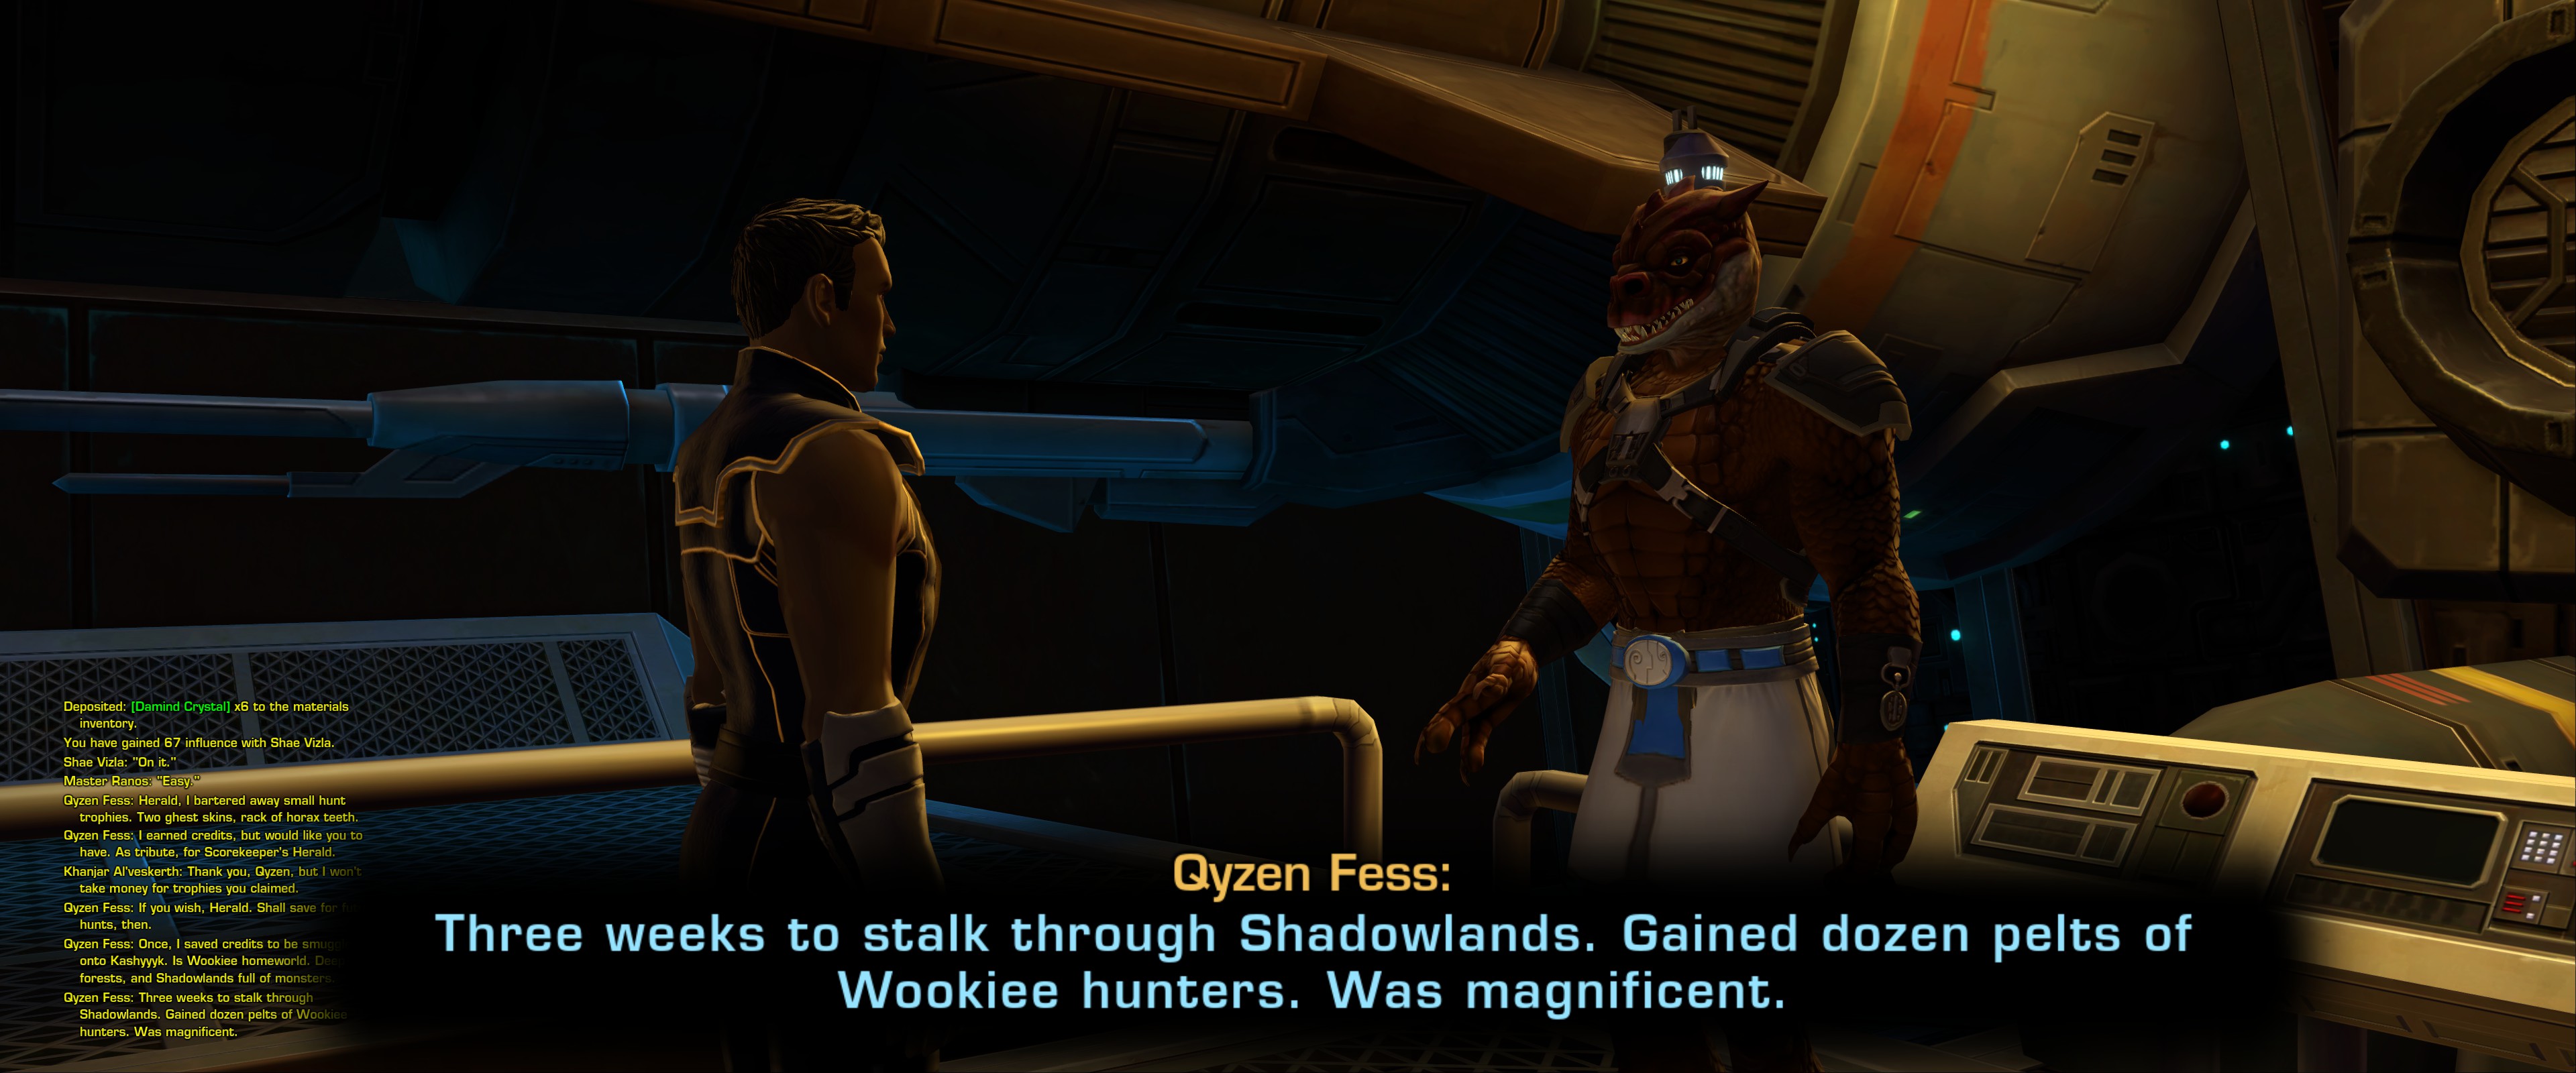 Deposited: [Damind Crystal] x6 to the materials
inventory.
You have gained 67 influence with Shae Vizla.
Shae Vizla: "On it."
Master Ranos: "Easy."
Qyzen Fess: Herald, I bartered away small hunt
trophies. Two ghest skins, rack of horax teeth.
Qyzen Fess: I earned credits, but would like you to
have. As tribute, for Scorekeeper's Herald.
Khanjar Al'veskerth: Thank you, Qyzen, but I won't
take money for trophies you claimed.
Qyzen Fess: If you wish, Herald. Shall save for
hunts, then.
Qyzen Fess: Once, I saved credits to be
onto Kashyyyk. Is Wookiee homeworld.
forests, and Shadowlands full of monsters.
Qyzen Fess: Three weeks to stalk through
Shadowlands. Gained dozen pelts of Wookiee
hunters. Was magnificent.
Qyzen Fess:
Three weeks to stalk through Shadowlands. Gained dozen pelts of
Wookiee hunters. Was magnificent.